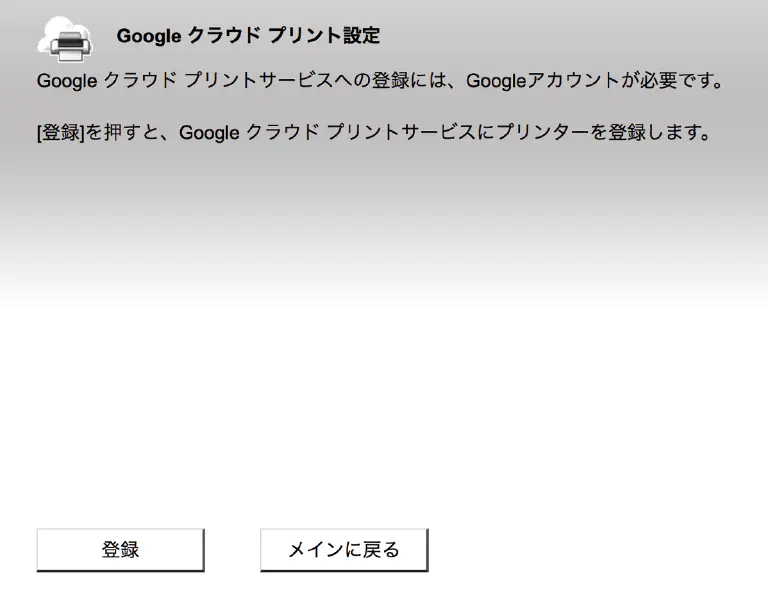 Google クラウド プリント設定
Google クラウド プリントサービスへの登録には、Googleアカウントが必要です。
[登録]を押すと、Google クラウド プリントサービスにプリンターを登録します。
登録
メインに戻る